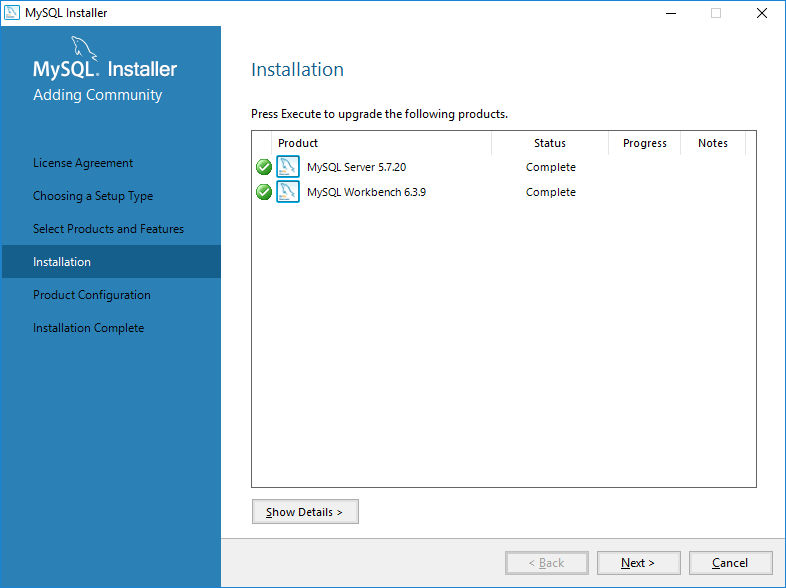 MySQL Installer
MySQL. Installer
Adding Community
License Agreement
Choosing a Setup Type
Select Products and Features
Installation
Product Configuration
Installation Complete
Installation
Press Execute to upgrade the following products.
Product Status Progress Notes
MySQL Server 5.7.20 Complete
MySQL Workbench 6.3.9 Complete
Show Details >
< Back Next > Cancel